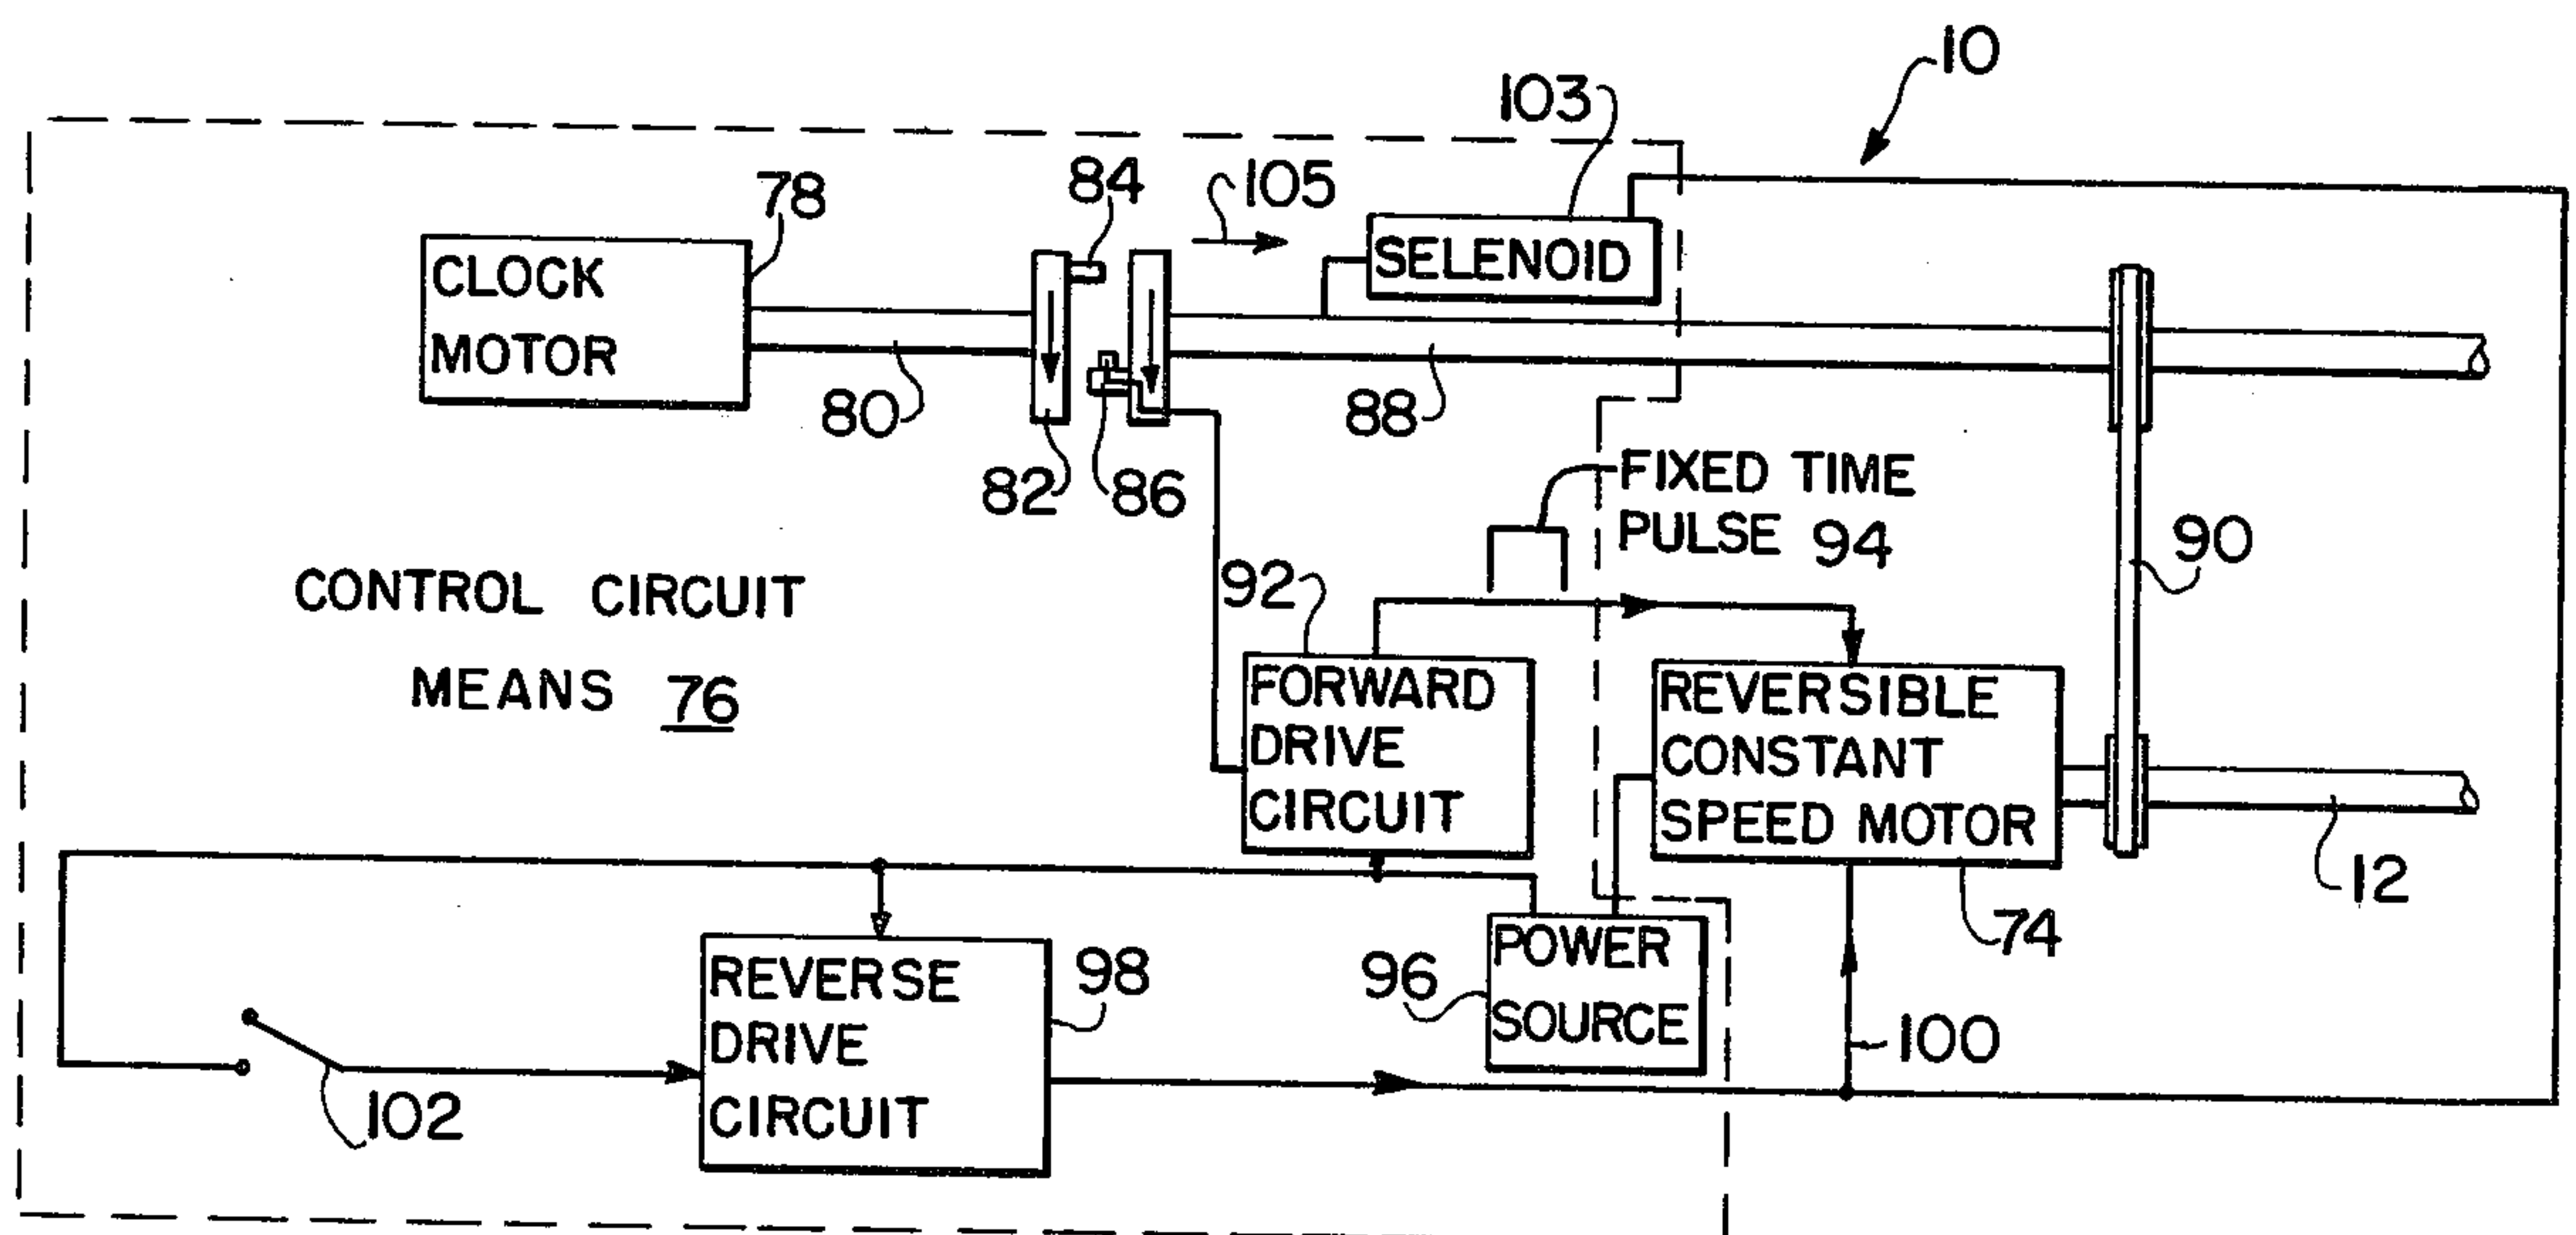 10
103
105
84
78
CLOCK
MOTOR
SELENOID
80
82
86
88
FIXED TIME
PULSE 94
90
92
CONTROL CIRCUIT
MEANS 76
FORWARD
DRIVE
CIRCUIT
REVERSIBLE
CONSTANT
SPEED MOTOR
12
74
96
POWER
SOURCE
98
REVERSE
DRIVE
CIRCUIT
100
102